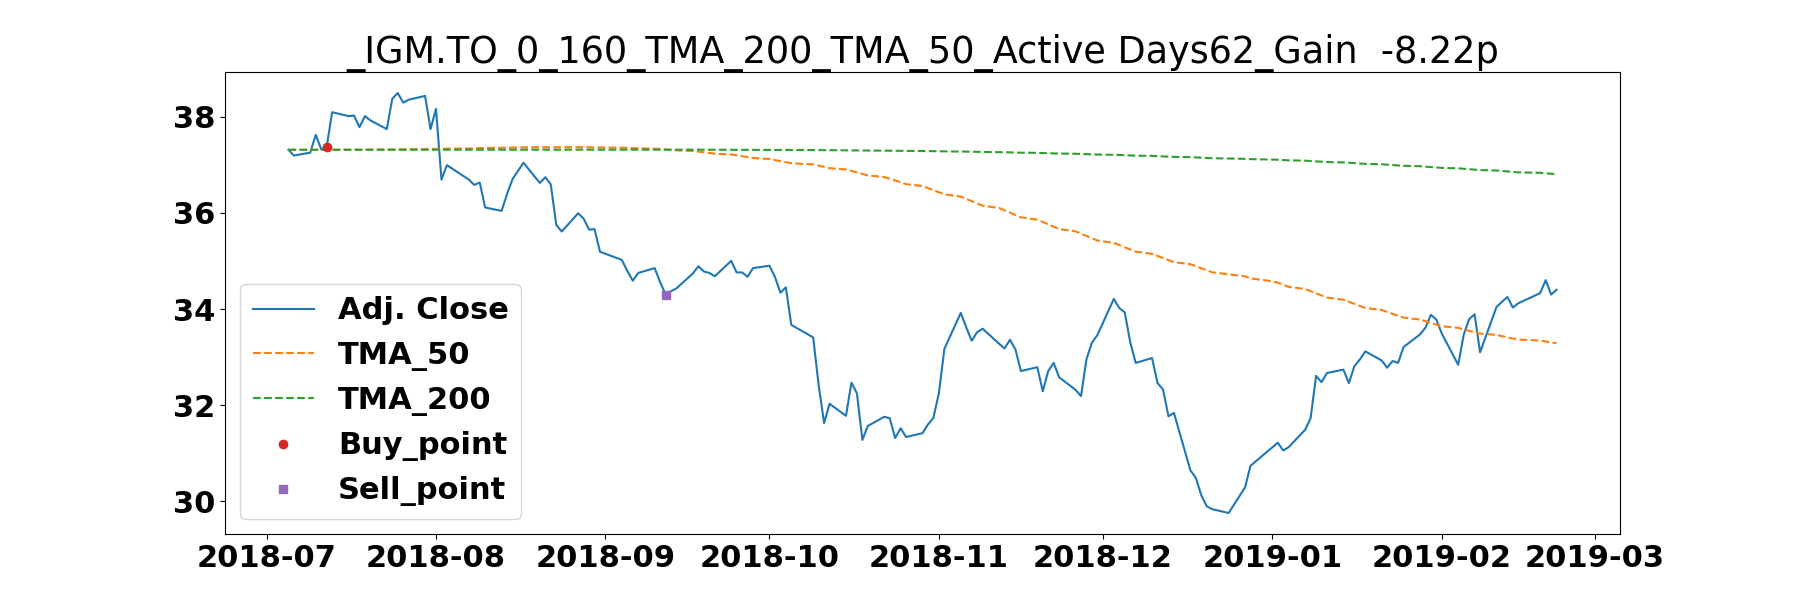 _IGM.TO_0_160_TMA_200_TMA_50_Active Days62_Gain  -8.22p
38
36
34
32
30
Adj. Close
TMA_50
TMA_200
Buy_point
Sell_point
2018-07 2018-08 2018-09 2018-10 2018-11 2018-12 2019-01 2019-02 2019-03